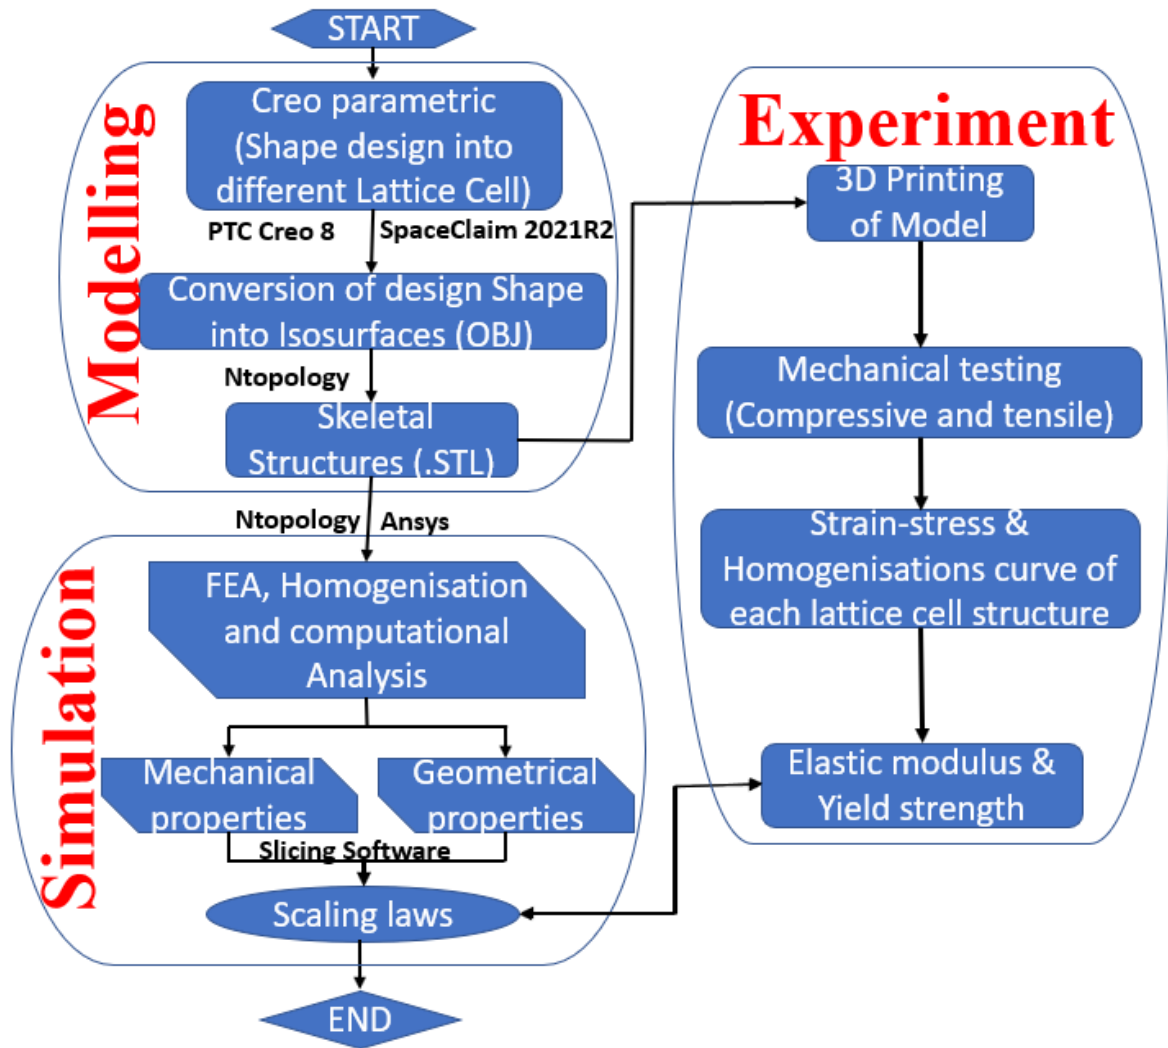 START
Modelling
Creo parametric
(Shape design into
different Lattice Cell)
PTC Creo 8
SpaceClaim 2021R2
Conversion of design Shape
into Isosurfaces (OBJ)
Ntopology
Skeletal
Structures (.STL)
Ntopology
Ansys
Simulation
FEA, Homogenisation
and computational
Analysis
Mechanical
properties
Geometrical
properties
Slicing Software
Scaling laws
END
Experiment
3D Printing
of Model
Mechanical testing
(Compressive and tensile)
Strain-stress &
Homogenisations curve of
each lattice cell structure
Elastic modulus &
Yield strength